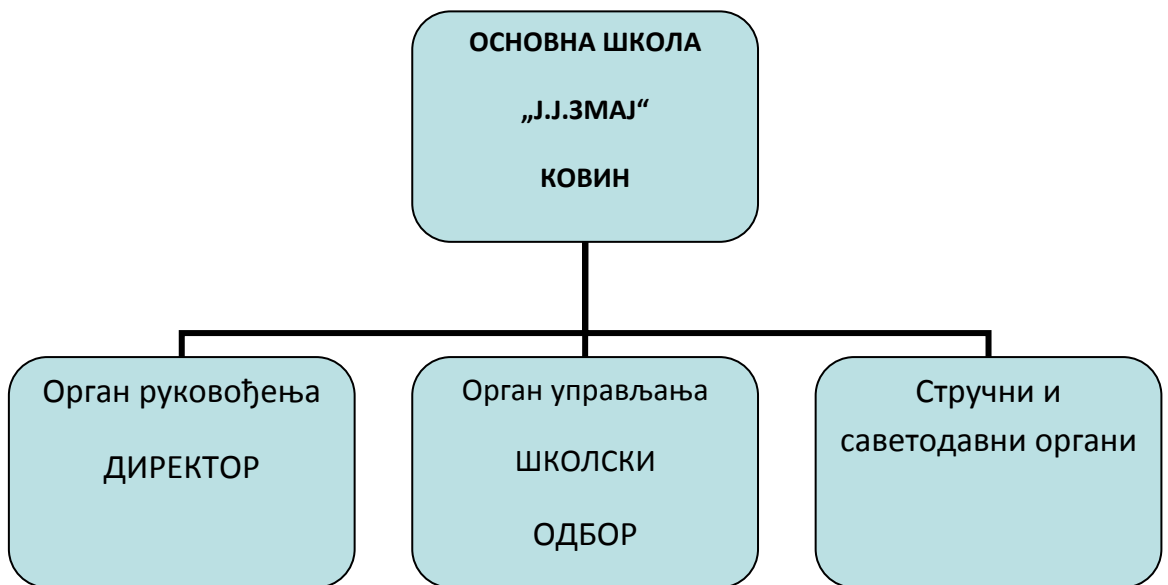 ОСНОВНА ШКОЛА
„Ј.Ј.ЗМАЈ“
КОВИН
Орган руковођења
ДИРЕКТОР
Орган управљања
ШКОЛСКИ
ОДБОР
Стручни и
саветодавни органи